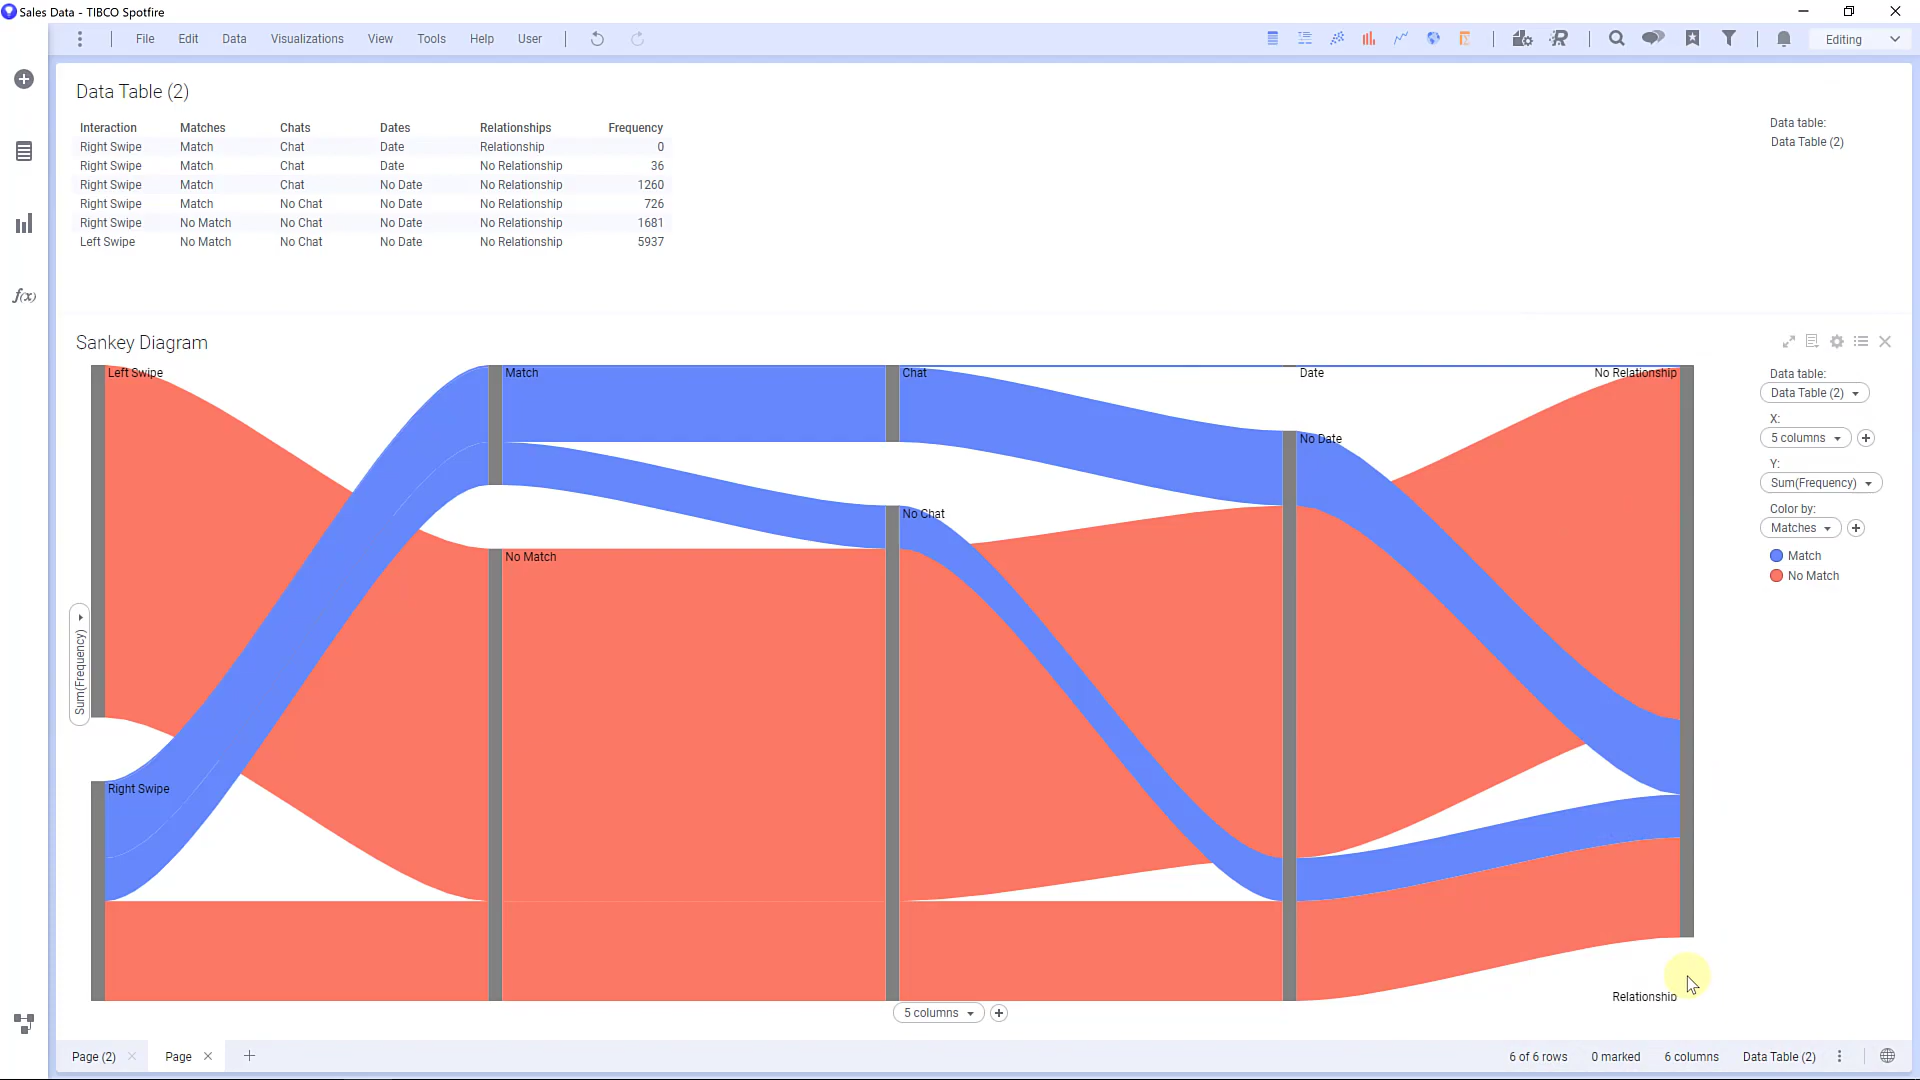 Sales Data - TIBCO Spotfire
File Edit Data Visualizations View Tools Help User Editing
Data Table (2)
Interaction Matches Chats Dates Relationships Frequency
Right Swipe Match Chat Date Relationship 0
Right Swipe Match Chat Date No Relationship 36
Right Swipe Match Chat No Date No Relationship 1260
Right Swipe Match No Chat No Date No Relationship 726
Right Swipe No Match No Chat No Date No Relationship 1681
Left Swipe No Match No Chat No Date No Relationship 5937
Data table:
Data Table (2)
f(x)
Sankey Diagram
Left Swipe Match Chat Date No Relationship
No Date
No Chat
No Match
Right Swipe
Relationship
Sum(Frequency)
5 columns
Data table:
Data Table (2)
X:
5 columns
Y:
Sum(Frequency)
Color by:
Matches
Match
No Match
Page (2) Page 6 of 6 rows 0 marked 6 columns Data Table (2)